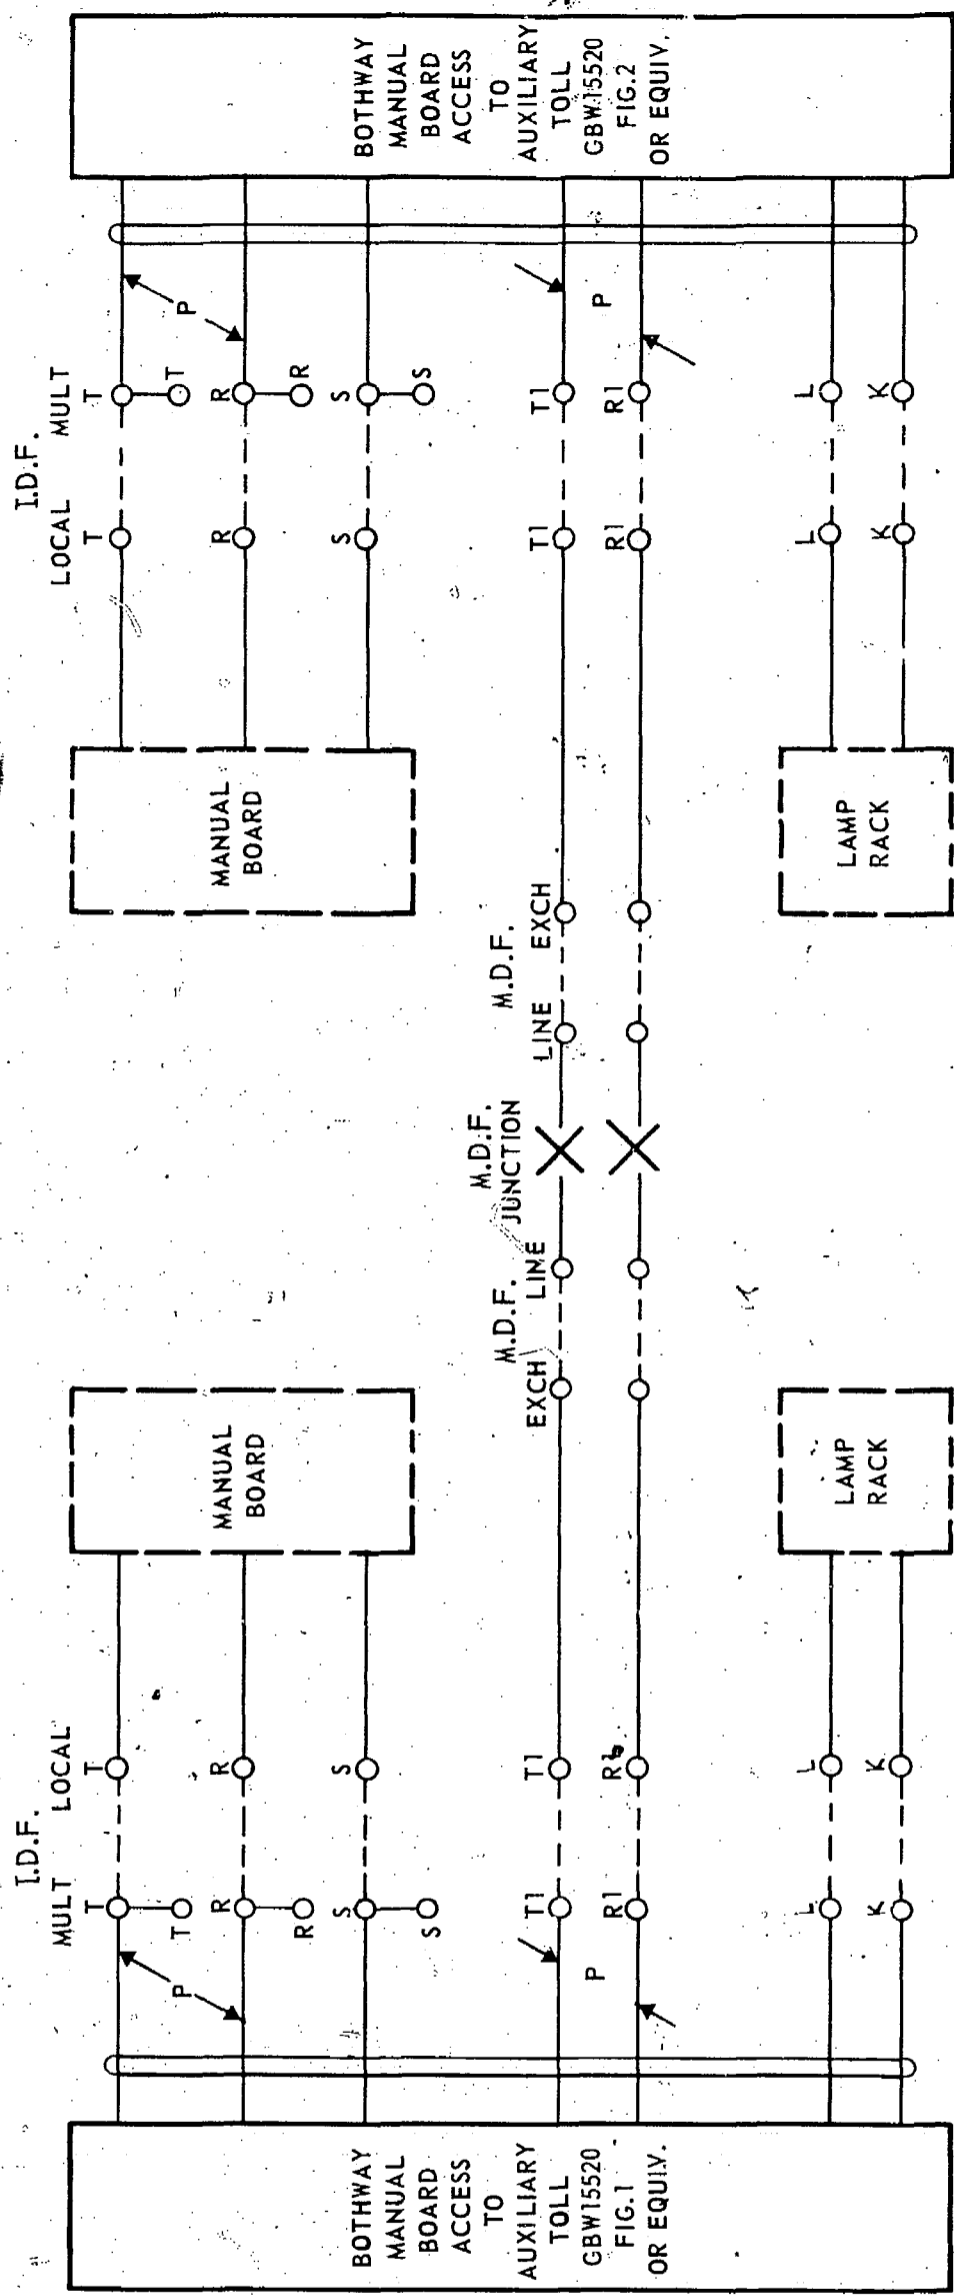 I.D.F.
MULT LOCAL
T
T
T
P
R
R
R
S
S
S
T1
T1
P
R1
R1
L
L
K
K
BOTHWAY
MANUAL
BOARD
ACCESS
TO
AUXILIARY
TOLL
GBW15520
FIG.1
OR EQUIV.
MANUAL
BOARD
LAMP
RACK
M.D.F.
EXCH LINE
M.D.F.
JUNCTION
M.D.F.
LINE EXCH
MANUAL
BOARD
LAMP
RACK
I.D.F.
LOCAL MULT
T
T
T
P
R
R
R
S
S
S
T1
T1
P
R1
R1
L
L
K
K
BOTHWAY
MANUAL
BOARD
ACCESS
TO
AUXILIARY
TOLL
GBW15520
FIG.2
OR EQUIV.